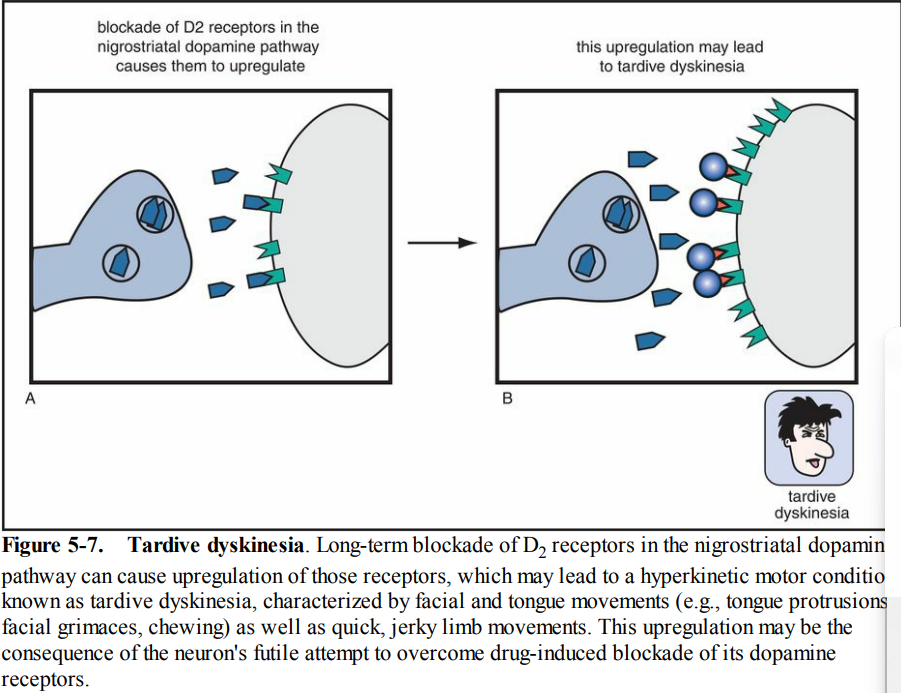 blockade of D2 receptors in the
nigrostriatal dopamine pathway
causes them to upregulate
this upregulation may lead
to tardive dyskinesia
A
B
tardive
dyskinesia
Figure 5-7. Tardive dyskinesia. Long-term blockade of D2 receptors in the nigrostriatal dopamin
pathway can cause upregulation of those receptors, which may lead to a hyperkinetic motor conditio
known as tardive dyskinesia, characterized by facial and tongue movements (e.g., tongue protrusions
facial grimaces, chewing) as well as quick, jerky limb movements. This upregulation may be the
consequence of the neuron's futile attempt to overcome drug-induced blockade of its dopamine
receptors.